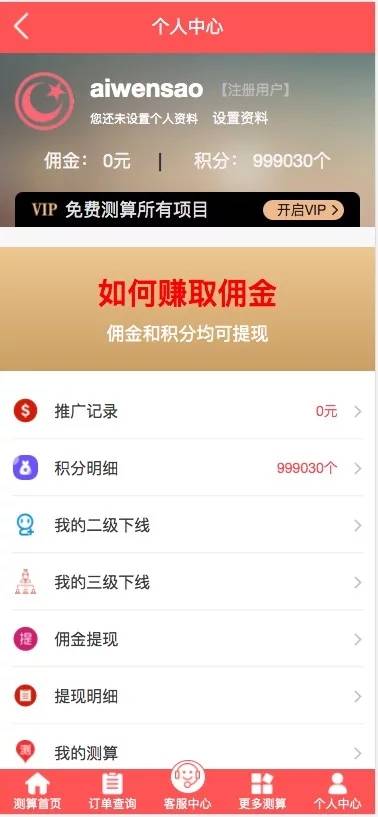 个人中心
aiwensao 【注册用户】
您还未设置个人资料 设置资料
佣金： 0元 | 积分： 999030个
VIP 免费测算所有项目 开启VIP
如何赚取佣金
佣金和积分均可提现
推广记录 0元
积分明细 999030个
我的二级下线
我的三级下线
提 佣金提现
提现明细
测 我的测算
测算首页 订单查询 客服中心 更多测算 个人中心